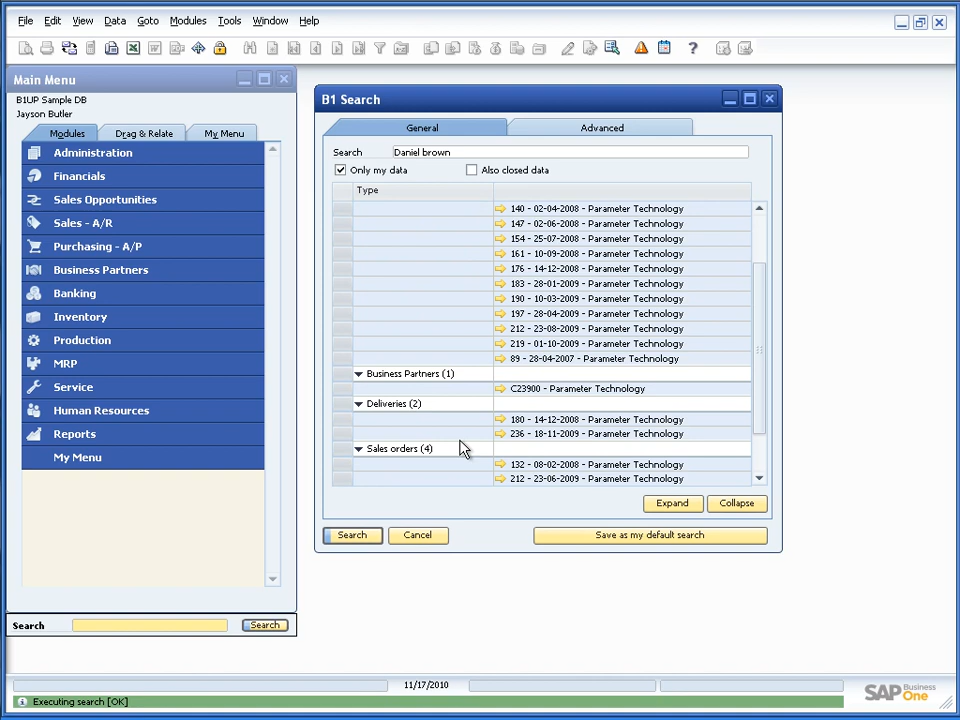 File Edit View Data Goto Modules Tools Window Help
Main Menu
B1UP Sample DB
Jayson Butler
Modules Drag & Relate My Menu
Administration
Financials
Sales Opportunities
Sales - A/R
Purchasing - A/P
Business Partners
Banking
Inventory
Production
MRP
Service
Human Resources
Reports
My Menu
Search Search
B1 Search
General Advanced
Search Daniel brown
Only my data Also closed data
Type
140 - 02-04-2008 - Parameter Technology
147 - 02-06-2008 - Parameter Technology
154 - 25-07-2008 - Parameter Technology
161 - 10-09-2008 - Parameter Technology
176 - 14-12-2008 - Parameter Technology
183 - 28-01-2009 - Parameter Technology
190 - 10-03-2009 - Parameter Technology
197 - 28-04-2009 - Parameter Technology
212 - 23-08-2009 - Parameter Technology
219 - 01-10-2009 - Parameter Technology
89 - 28-04-2007 - Parameter Technology
Business Partners (1)
C23900 - Parameter Technology
Deliveries (2)
180 - 14-12-2008 - Parameter Technology
236 - 18-11-2009 - Parameter Technology
Sales orders (4)
132 - 08-02-2008 - Parameter Technology
212 - 23-06-2009 - Parameter Technology
Expand Collapse
Search Cancel Save as my default search
11/17/2010
Executing search [OK]
SAP Business One